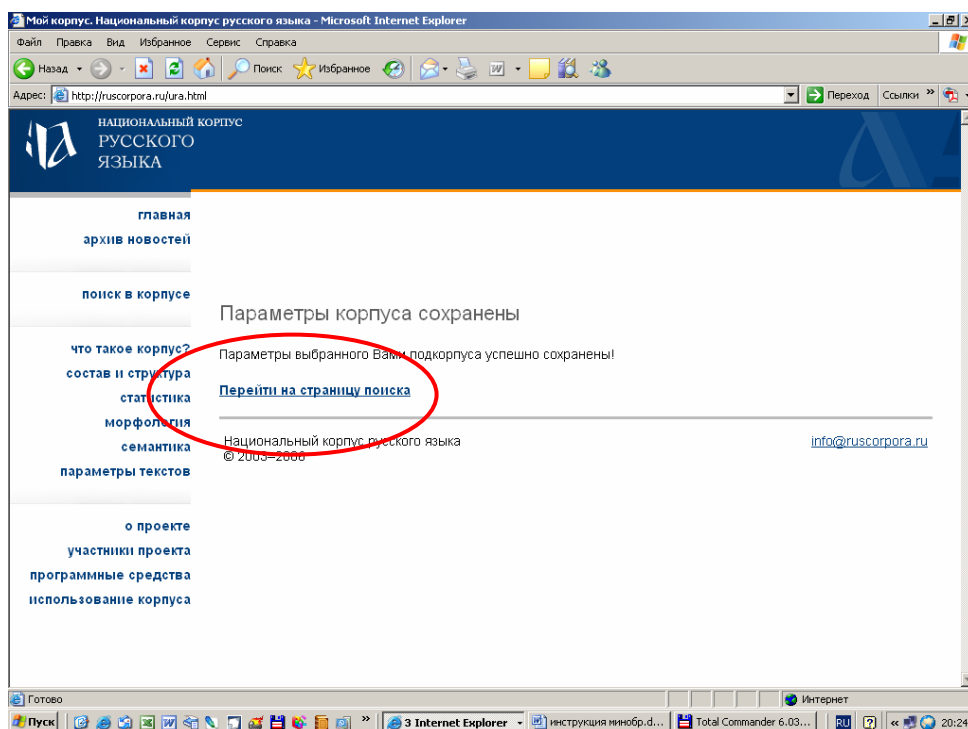 Мой корпус. Национальный корпус русского языка - Microsoft Internet Explorer
Файл Правка Вид Избранное Сервис Справка
Назад Поиск Избранное
Адрес: http://ruscorpora.ru/ura.html Переход Ссылки »
НАЦИОНАЛЬНЫЙ КОРПУС
РУССКОГО
ЯЗЫКА
главная
архив новостей
поиск в корпусе
Параметры корпуса сохранены
что такое корпус?
Параметры выбранного Вами подкорпуса успешно сохранены!
состав и структура
Перейти на страницу поиска
статистика
морфология
Национальный корпус русского языка info@ruscorpora.ru
семантика
© 2003–2006
параметры текстов
о проекте
участники проекта
программные средства
использование корпуса
Готово Интернет
Пуск » 3 Internet Explorer инструкция минобр.d... Total Commander 6.03... RU ? « 20:24